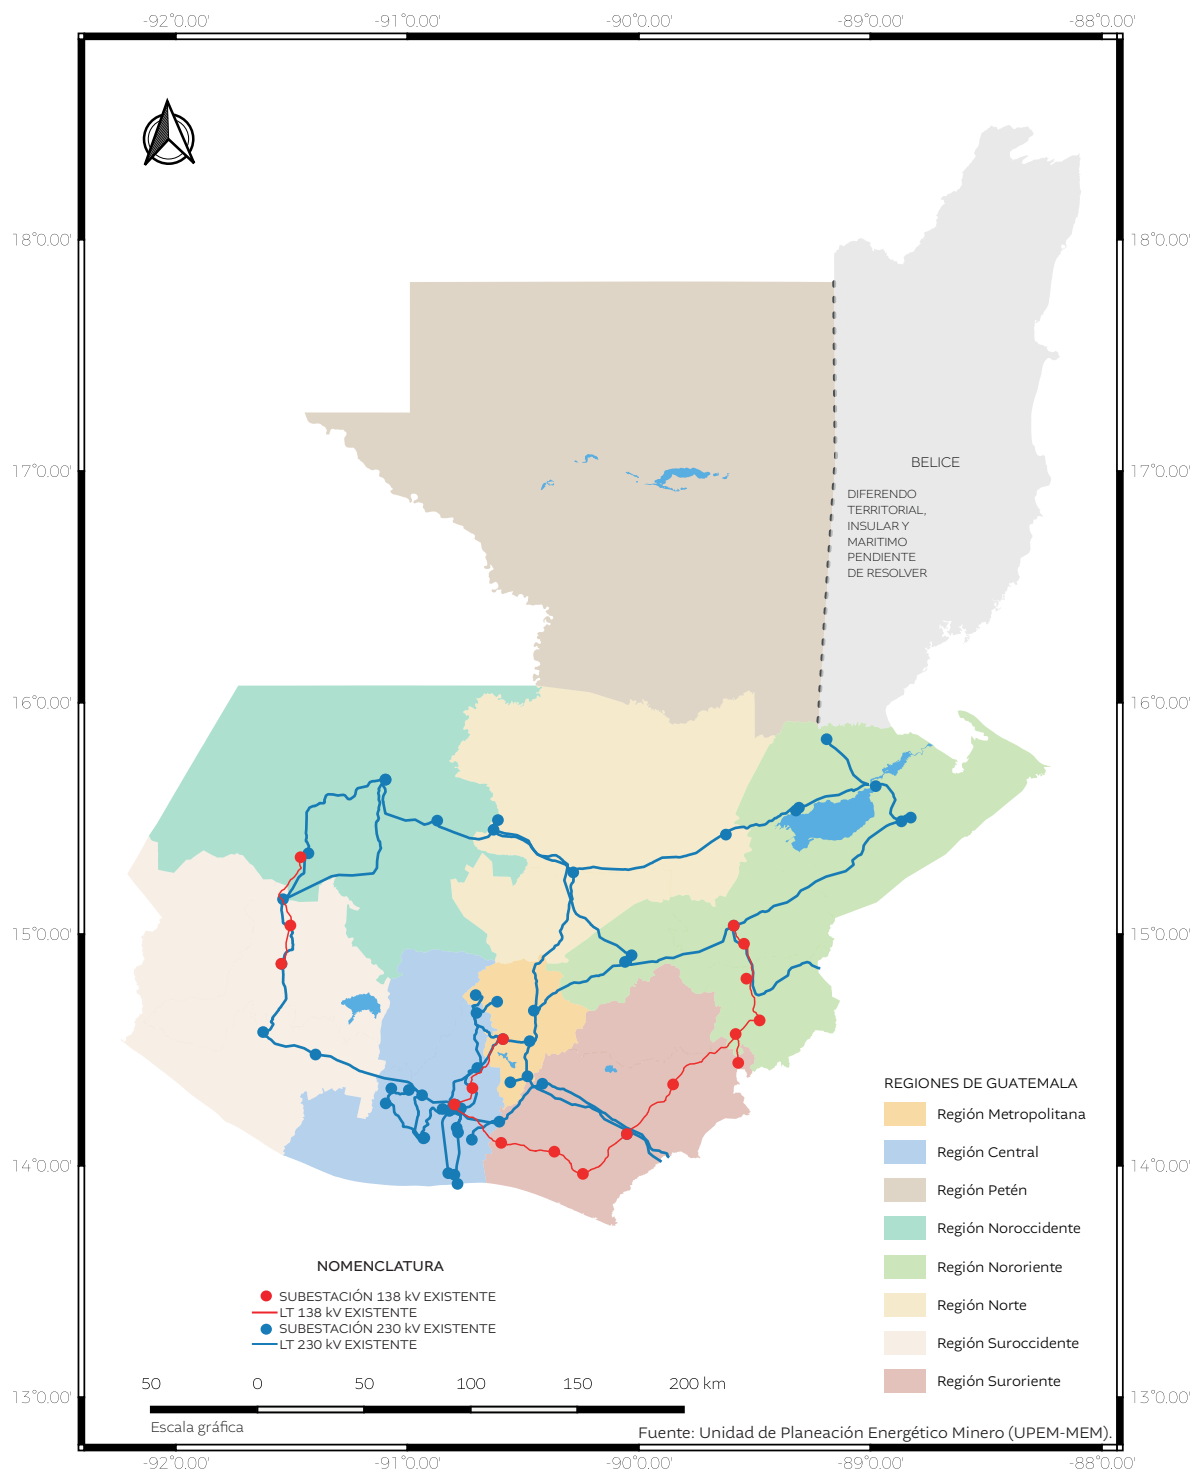 -92°0.00'
-91°0.00'
-90°0.00'
-89°0.00'
-88°0.00'
18°0.00'
18°0.00'
17°0.00'
17°0.00'
BELICE
DIFERENDO
TERRITORIAL,
INSULAR Y
MARITIMO
PENDIENTE
DE RESOLVER
16°0.00'
16°0.00'
15°0.00'
15°0.00'
14°0.00'
14°0.00'
REGIONES DE GUATEMALA
Región Metropolitana
Región Central
Región Petén
Región Noroccidente
Región Nororiente
Región Norte
Región Suroccidente
Región Suroriente
NOMENCLATURA
SUBESTACIÓN 138 kV EXISTENTE
LT 138 kV EXISTENTE
SUBESTACIÓN 230 kV EXISTENTE
LT 230 kV EXISTENTE
50 0 50 100 150 200 km
Escala gráfica
13°0.00'
13°0.00'
Fuente: Unidad de Planeación Energético Minero (UPEM-MEM).
-92°0.00'
-91°0.00'
-90°0.00'
-89°0.00'
-88°0.00'